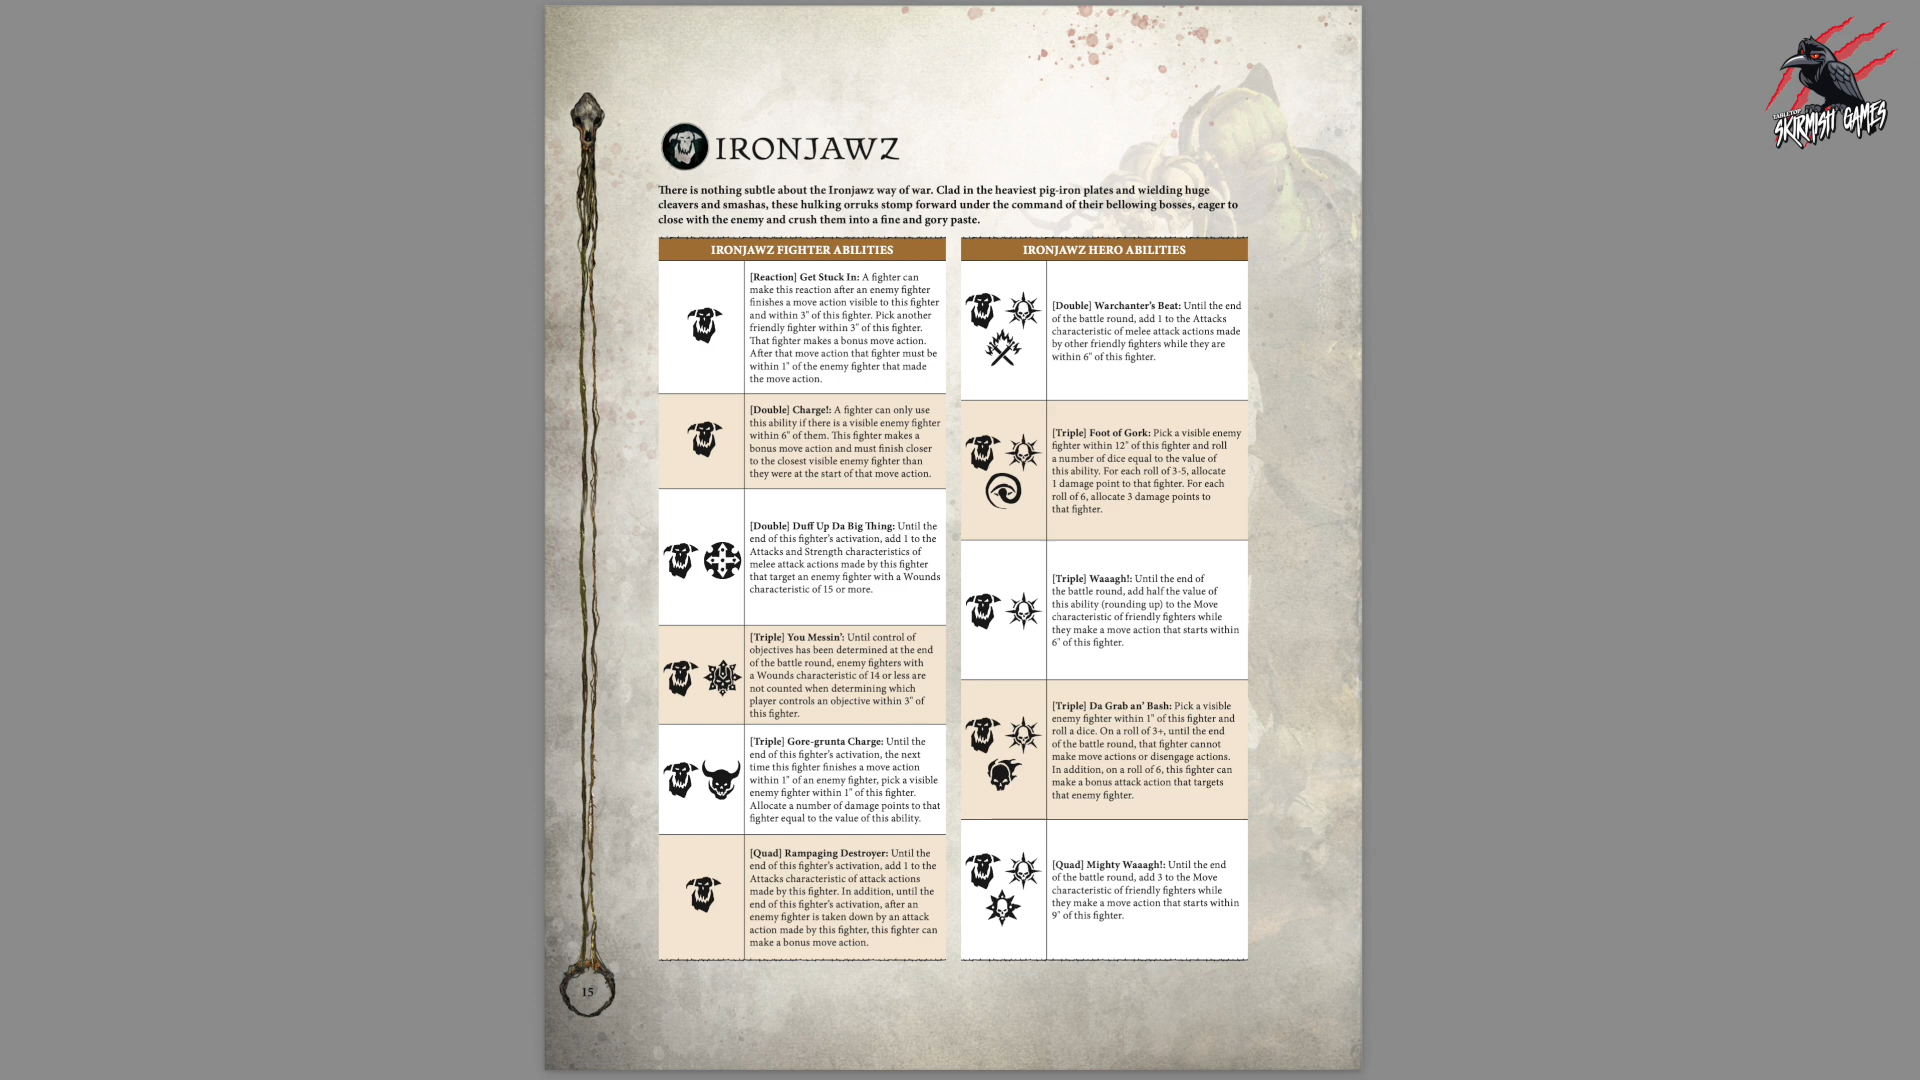 TABLETOP
SKIRMISH GAMES
IRONJAWZ
There is nothing subtle about the Ironjawz way of war. Clad in the heaviest pig-iron plates and wielding huge
cleavers and smashas, these hulking orruks stomp forward under the command of their bellowing bosses, eager to
close with the enemy and crush them into a fine and gory paste.
IRONJAWZ FIGHTER ABILITIES
[Reaction] Get Stuck In: A fighter can
make this reaction after an enemy fighter
finishes a move action visible to this fighter
and within 3" of this fighter. Pick another
friendly fighter within 3" of this fighter.
That fighter makes a bonus move action.
After that move action that fighter must be
within 1" of the enemy fighter that made
the move action.
[Double] Charge!: A fighter can only use
this ability if there is a visible enemy fighter
within 6" of them. This fighter makes a
bonus move action and must finish closer
to the closest visible enemy fighter than
they were at the start of that move action.
[Double] Duff Up Da Big Thing: Until the
end of this fighter's activation, add 1 to the
Attacks and Strength characteristics of
melee attack actions made by this fighter
that target an enemy fighter with a Wounds
characteristic of 15 or more.
[Triple] You Messin': Until control of
objectives has been determined at the end
of the battle round, enemy fighters with
a Wounds characteristic of 14 or less are
not counted when determining which
player controls an objective within 3" of
this fighter.
[Triple] Gore-grunta Charge: Until the
end of this fighter's activation, the next
time this fighter finishes a move action
within 1" of an enemy fighter, pick a visible
enemy fighter within 1" of this fighter.
Allocate a number of damage points to that
fighter equal to the value of this ability.
[Quad] Rampaging Destroyer: Until the
end of this fighter's activation, add 1 to the
Attacks characteristic of attack actions
made by this fighter. In addition, until the
end of this fighter's activation, after an
enemy fighter is taken down by an attack
action made by this fighter, this fighter can
make a bonus move action.
IRONJAWZ HERO ABILITIES
[Double] Warchanter's Beat: Until the end
of the battle round, add 1 to the Attacks
characteristic of melee attack actions made
by other friendly fighters while they are
within 6" of this fighter.
[Triple] Foot of Gork: Pick a visible enemy
fighter within 12" of this fighter and roll
a number of dice equal to the value of
this ability. For each roll of 3-5, allocate
1 damage point to that fighter. For each
roll of 6, allocate 3 damage points to
that fighter.
[Triple] Waaagh!: Until the end of
the battle round, add half the value of
this ability (rounding up) to the Move
characteristic of friendly fighters while
they make a move action that starts within
6" of this fighter.
[Triple] Da Grab an' Bash: Pick a visible
enemy fighter within 1" of this fighter and
roll a dice. On a roll of 3+, until the end
of the battle round, that fighter cannot
make move actions or disengage actions.
In addition, on a roll of 6, this fighter can
make a bonus attack action that targets
that enemy fighter.
[Quad] Mighty Waaagh!: Until the end
of the battle round, add 3 to the Move
characteristic of friendly fighters while
they make a move action that starts within
9" of this fighter.
15